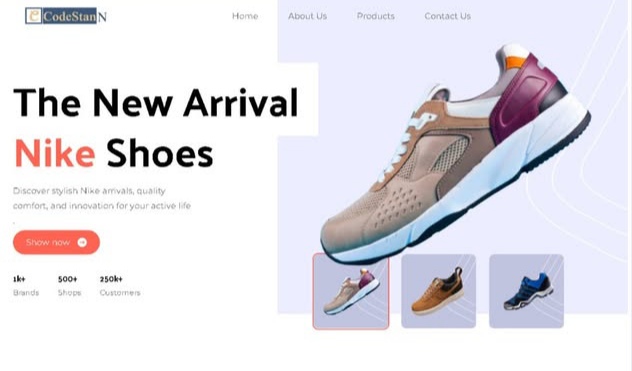 CodeStanN
Home About Us Products Contact Us
The New Arrival
Nike Shoes
Discover stylish Nike arrivals, quality
comfort, and innovation for your active life
.
Show now
1k+ 500+ 250k+
Brands Shops Customers